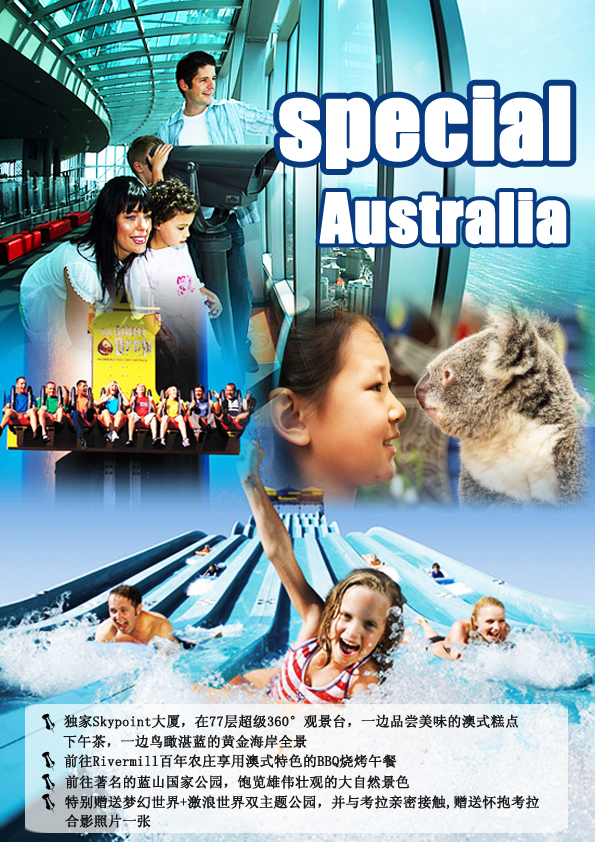 special
Australia
The Giant
Drop
独家Skypoint大厦，在77层超级360°观景台，一边品尝美味的澳式糕点
下午茶，一边鸟瞰湛蓝的黄金海岸全景
前往Rivermill百年农庄享用澳式特色的BBQ烧烤午餐
前往著名的蓝山国家公园，饱览雄伟壮观的大自然景色
特别赠送梦幻世界+激浪世界双主题公园，并与考拉亲密接触,赠送怀抱考拉
合影照片一张